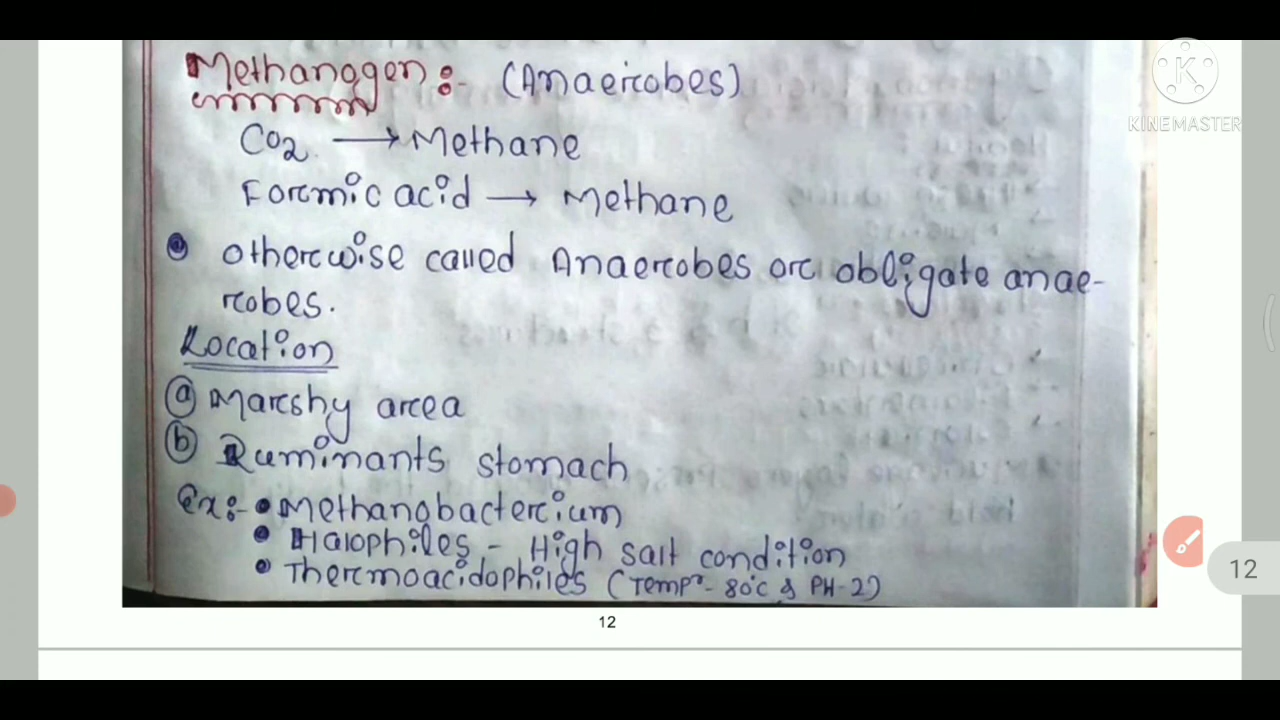 Methanogen :- (Anaerobes)
K
KINEMASTER
CO2 → Methane
Formic acid → Methane
• Otherwise called Anaerobes or obligate anae-
robes.
Location
(a) Marshy area
(b) Ruminants stomach
Ex:- • Methanobacterium
• Halophiles - High salt condition
• Thermoacidophiles (Tempr - 80°C & PH-2)
12
12